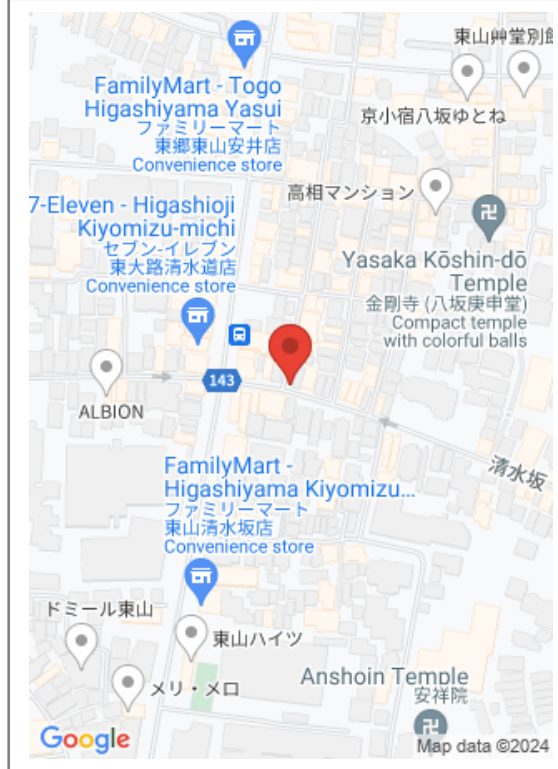 東山艸堂別館
FamilyMart - Togo
Higashiyama Yasui
ファミリーマート
東郷東山安井店
Convenience store
京小宿八坂ゆとね
高相マンション
7-Eleven - Higashioji
Kiyomizu-michi
セブン-イレブン
東大路清水道店
Convenience store
Yasaka Kōshin-dō
Temple
金剛寺 (八坂庚申堂)
Compact temple
with colorful balls
143
ALBION
清水坂
FamilyMart -
Higashiyama Kiyomizu...
ファミリーマート
東山清水坂店
Convenience store
ドミール東山
東山ハイツ
メリ・メロ
Anshoin Temple
安祥院
Google
Map data ©2024